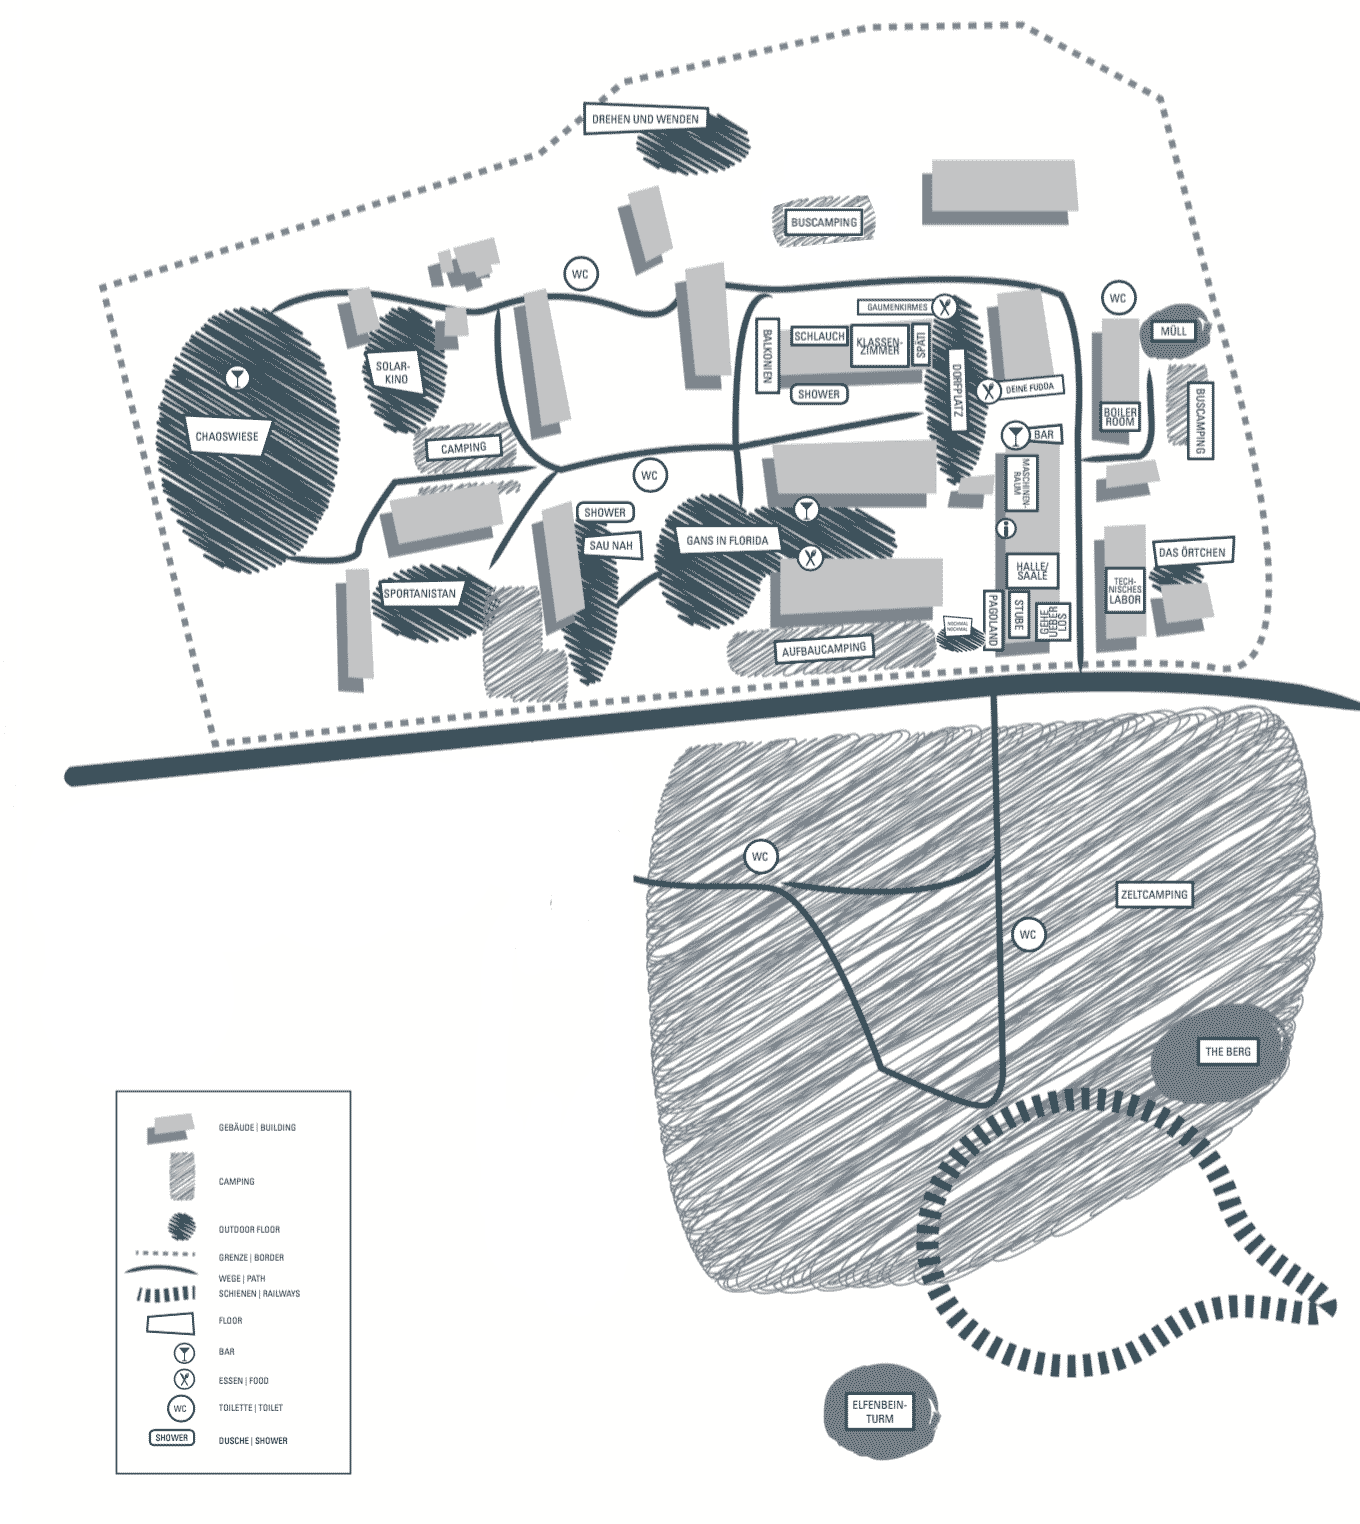 DREHEN UND WENDEN
BUSCAMPING
WC
WC
GAUMENKIRMES
MÜLL
BALKONIEN
SCHLAUCH
KLASSEN-
ZIMMER
SPÄTI
DORFPLATZ
SOLAR-
KINO
SHOWER
DEINE FUDDA
BUSCAMPING
BOILER
ROOM
CHAOSWIESE
CAMPING
BAR
WC
MASCHINEN-
RAUM
SHOWER
SAU NAH
GANS IN FLORIDA
DAS ÖRTCHEN
HALLE/
SAALE
TECH-
NISCHES
LABOR
SPORTANISTAN
PAGOLAND
STUBE
GEHE
UEBER
LOS
NOCHMAL
NOCHMAL
AUFBAUCAMPING
WC
ZELTCAMPING
WC
THE BERG
ELFENBEIN-
TURM
GEBÄUDE | BUILDING
CAMPING
OUTDOOR FLOOR
GRENZE | BORDER
WEGE | PATH
SCHIENEN | RAILWAYS
FLOOR
BAR
ESSEN | FOOD
WC
TOILETTE | TOILET
SHOWER
DUSCHE | SHOWER